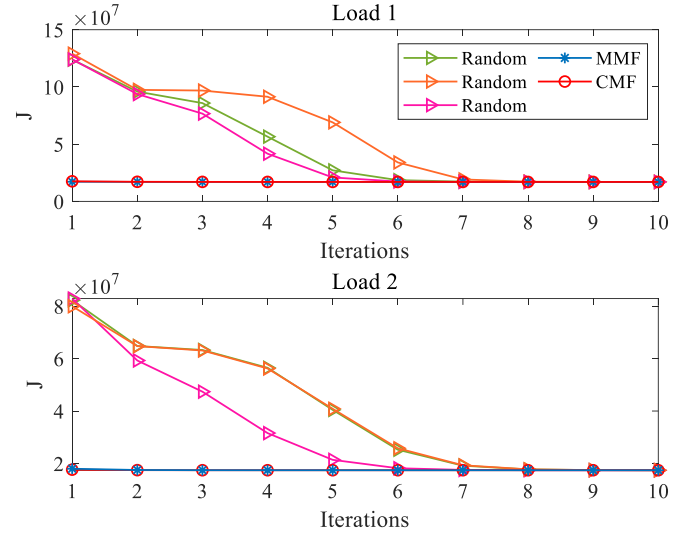 Load 1
×10^7
15
10
5
0
J
Random
Random
Random
MMF
CMF
1 2 3 4 5 6 7 8 9 10
Iterations
Load 2
×10^7
8
6
4
2
J
1 2 3 4 5 6 7 8 9 10
Iterations